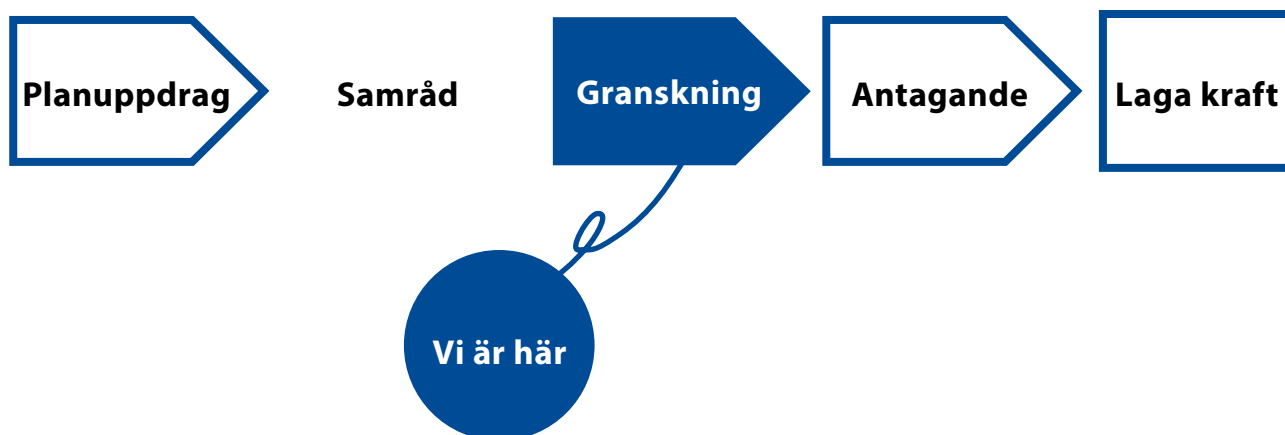 Planuppdrag
Samråd
Granskning
Antagande
Laga kraft
Vi är här